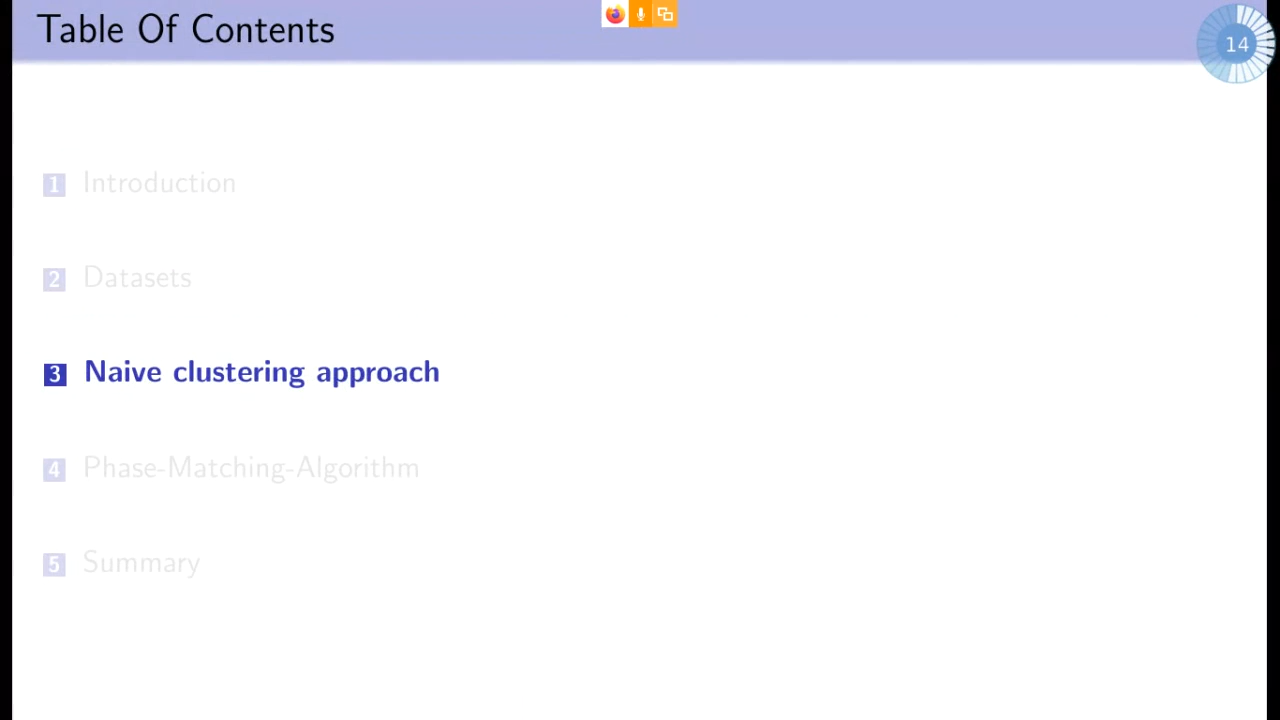 Table Of Contents
14
1 Introduction
2 Datasets
3 Naive clustering approach
4 Phase-Matching-Algorithm
5 Summary